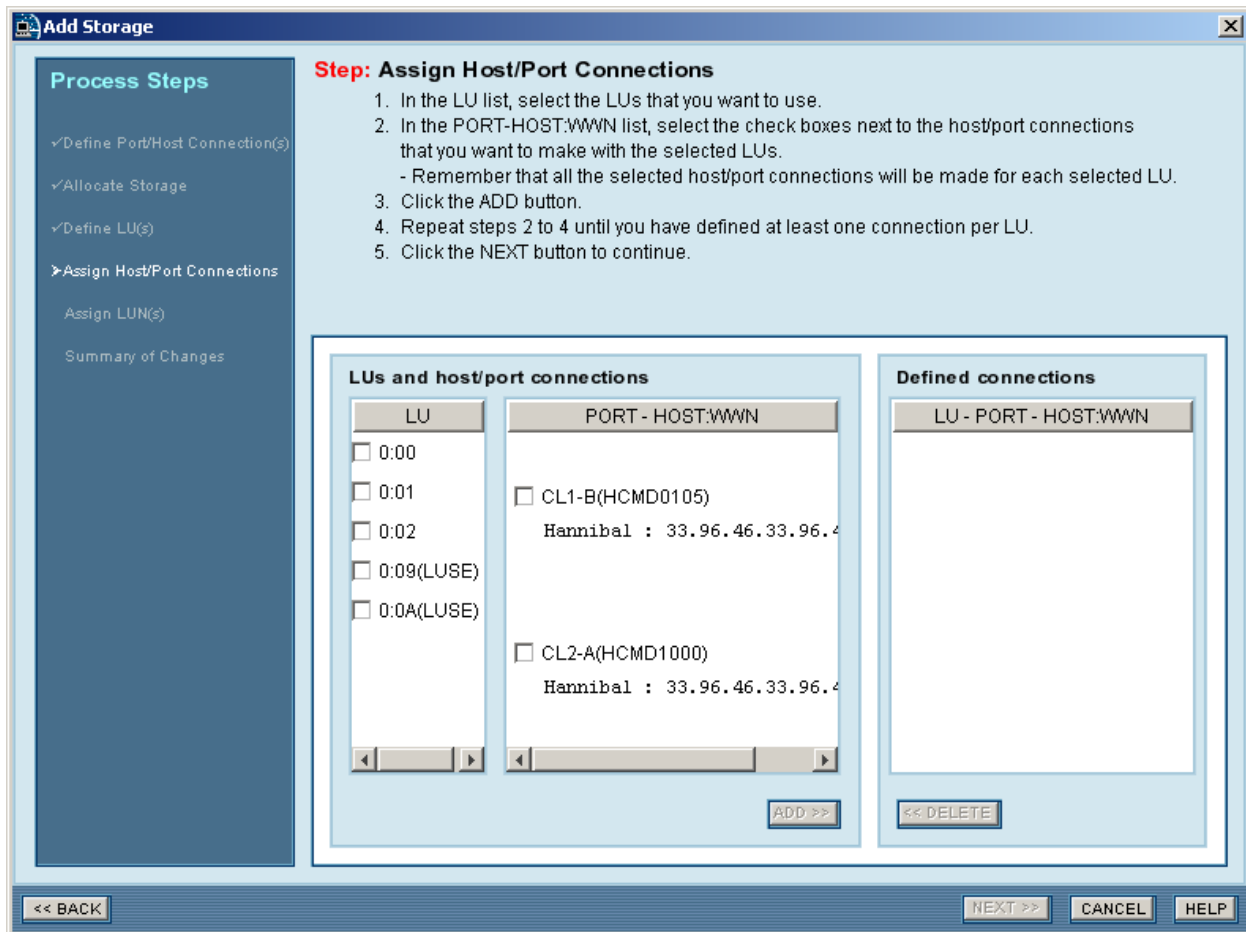 Add Storage
Process Steps
✓Define Port/Host Connection(s)
✓Allocate Storage
✓Define LU(s)
➤Assign Host/Port Connections
Assign LUN(s)
Summary of Changes
Step: Assign Host/Port Connections
1. In the LU list, select the LUs that you want to use.
2. In the PORT-HOST:WWN list, select the check boxes next to the host/port connections
that you want to make with the selected LUs.
- Remember that all the selected host/port connections will be made for each selected LU.
3. Click the ADD button.
4. Repeat steps 2 to 4 until you have defined at least one connection per LU.
5. Click the NEXT button to continue.
LUs and host/port connections
LU
0:00
0:01
0:02
0:09(LUSE)
0:0A(LUSE)
PORT - HOST:WWN
CL1-B(HCMD0105)
Hannibal : 33.96.46.33.96.4
CL2-A(HCMD1000)
Hannibal : 33.96.46.33.96.4
ADD >>
Defined connections
LU - PORT - HOST:WWN
<< DELETE
<< BACK
NEXT >>
CANCEL
HELP